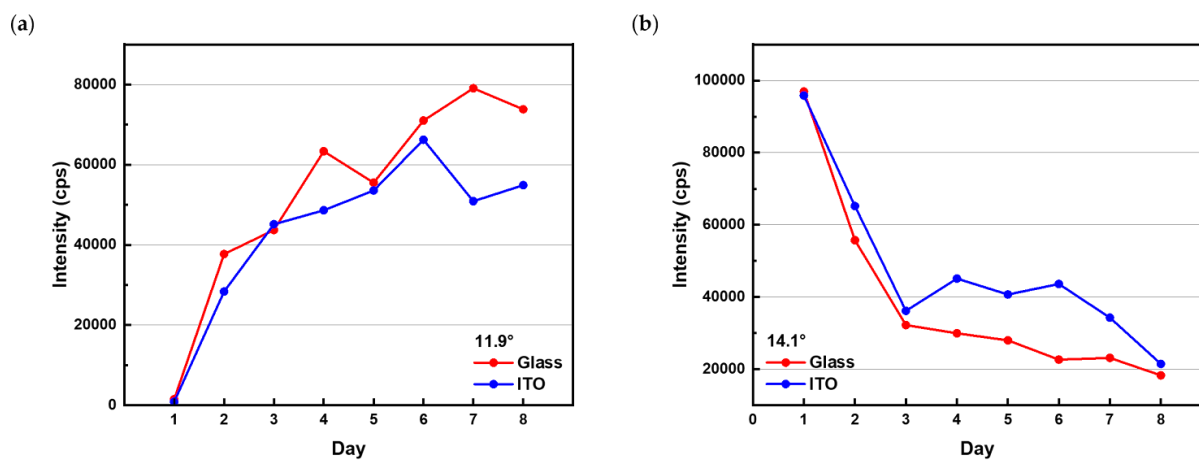 (a)
80000
60000
40000
20000
0
Intensity (cps)
11.9°
Glass
ITO
1 2 3 4 5 6 7 8
Day
(b)
100000
80000
60000
40000
20000
Intensity (cps)
14.1°
Glass
ITO
0 1 2 3 4 5 6 7 8
Day